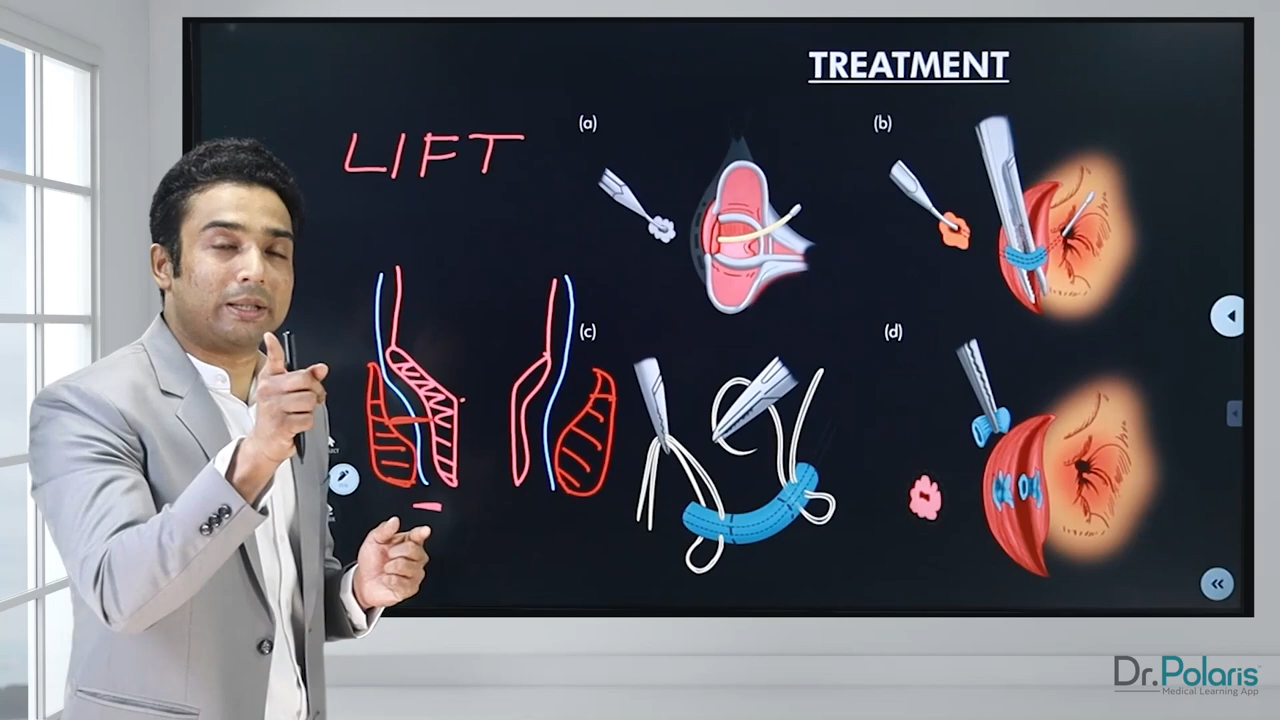 TREATMENT
LIFT
(a)
(b)
(c)
(d)
Dr.Polaris
Medical Learning App